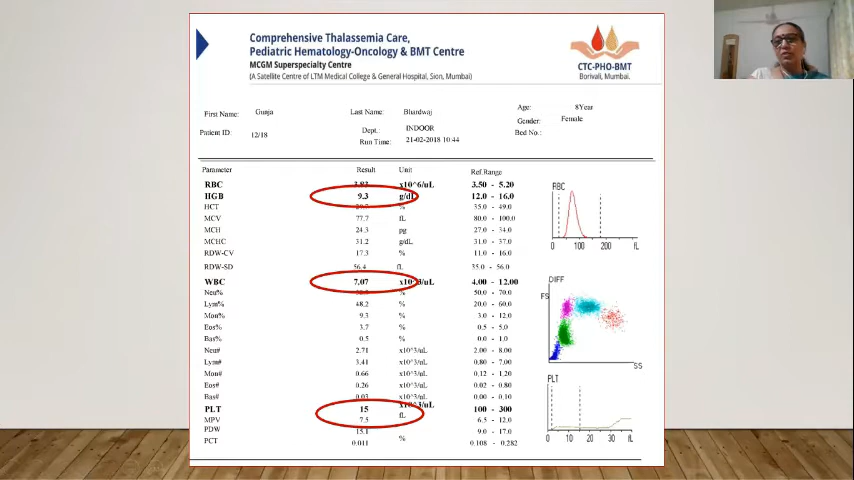 Comprehensive Thalassemia Care,
Pediatric Hematology-Oncology & BMT Centre
MCGM Superspecialty Centre
(A Satellite Centre of LTM Medical College & General Hospital, Sion, Mumbai)
CTC-PHO-BMT
Borivali, Mumbai.
First Name: Gunja Last Name: Bhardwaj Age: 8Year
Gender: Female
Patient ID: 12/18 Dept.: INDOOR Bed No.:
Run Time: 21-02-2018 10:44
Parameter Result Unit Ref.Range
RBC 3.83 x10^6/uL 3.50 - 5.20
HGB 9.3 g/dL 12.0 - 16.0
HCT % 35.0 - 49.0
MCV 77.7 fL 80.0 - 100.0
MCH 24.3 pg 27.0 - 34.0
MCHC 31.2 g/dL 31.0 - 37.0
RDW-CV 17.3 % 11.0 - 16.0
RDW-SD 56.4 fL 35.0 - 56.0
WBC 7.07 x10^3/uL 4.00 - 12.00
Neu% % 50.0 - 70.0
Lym% 48.2 % 20.0 - 60.0
Mon% 9.3 % 3.0 - 12.0
Eos% 3.7 % 0.5 - 5.0
Bas% 0.5 % 0.0 - 1.0
Neu# 2.71 x10^3/uL 2.00 - 8.00
Lym# 3.41 x10^3/uL 0.80 - 7.00
Mon# 0.66 x10^3/uL 0.12 - 1.20
Eos# 0.26 x10^3/uL 0.02 - 0.80
Bas# 0.03 x10^3/uL 0.00 - 0.10
PLT 15 x10^3/uL 100 - 300
MPV 7.5 fL 6.5 - 12.0
PDW 15.1 9.0 - 17.0
PCT 0.011 % 0.108 - 0.282
RBC
0 100 200 fL
DIFF
FS
SS
PLT
0 10 20 30 fL